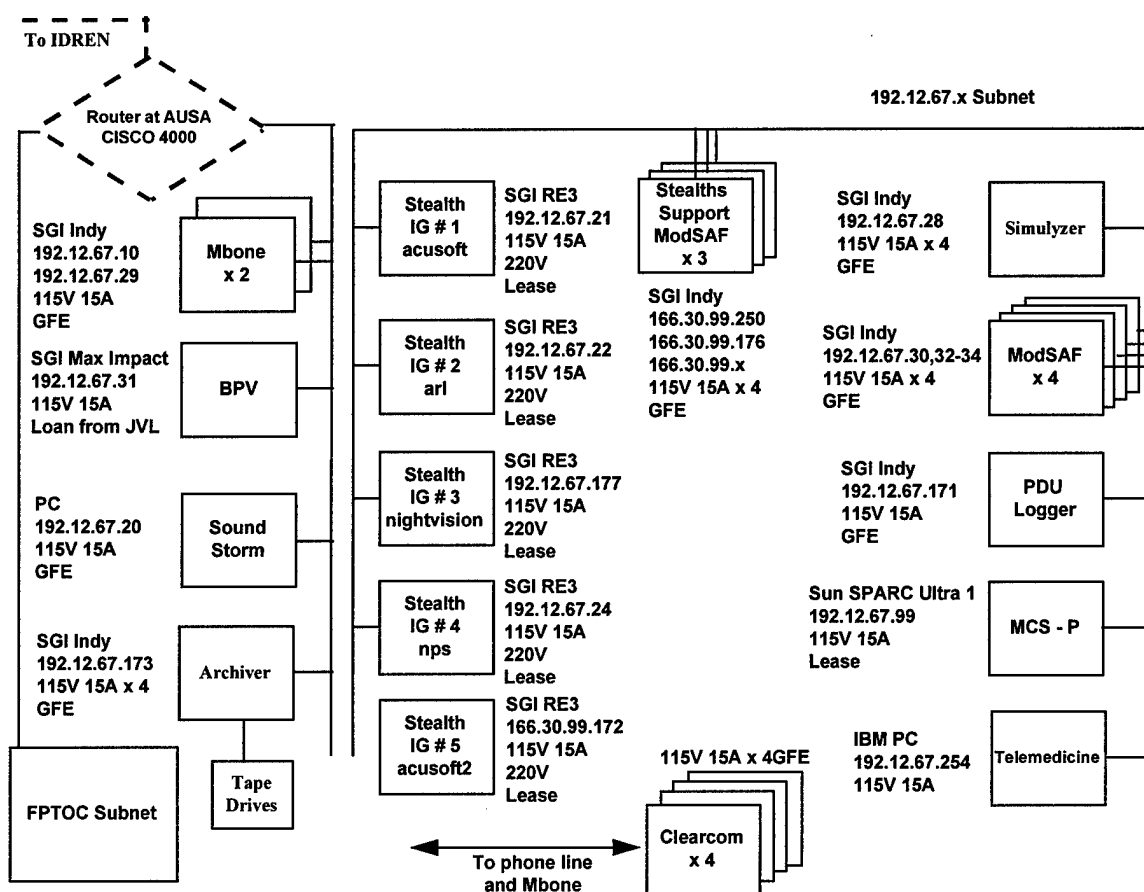 To IDREN
Router at AUSA
CISCO 4000
192.12.67.x Subnet
SGI Indy
192.12.67.10
192.12.67.29
115V 15A
GFE
Mbone
x 2
SGI Max Impact
192.12.67.31
115V 15A
Loan from JVL
BPV
PC
192.12.67.20
115V 15A
GFE
Sound
Storm
SGI Indy
192.12.67.173
115V 15A x 4
GFE
Archiver
Tape
Drives
FPTOC Subnet
Stealth
IG # 1
acusoft
SGI RE3
192.12.67.21
115V 15A
220V
Lease
Stealth
IG # 2
arl
SGI RE3
192.12.67.22
115V 15A
220V
Lease
Stealth
IG # 3
nightvision
SGI RE3
192.12.67.177
115V 15A
220V
Lease
Stealth
IG # 4
nps
SGI RE3
192.12.67.24
115V 15A
220V
Lease
Stealth
IG # 5
acusoft2
SGI RE3
166.30.99.172
115V 15A
220V
Lease
Stealths
Support
ModSAF
x 3
SGI Indy
166.30.99.250
166.30.99.176
166.30.99.x
115V 15A x 4
GFE
115V 15A x 4GFE
Clearcom
x 4
To phone line
and Mbone
SGI Indy
192.12.67.28
115V 15A x 4
GFE
Simulyzer
SGI Indy
192.12.67.30,32-34
115V 15A x 4
GFE
ModSAF
x 4
SGI Indy
192.12.67.171
115V 15A
GFE
PDU
Logger
Sun SPARC Ultra 1
192.12.67.99
115V 15A
Lease
MCS - P
IBM PC
192.12.67.254
115V 15A
Telemedicine